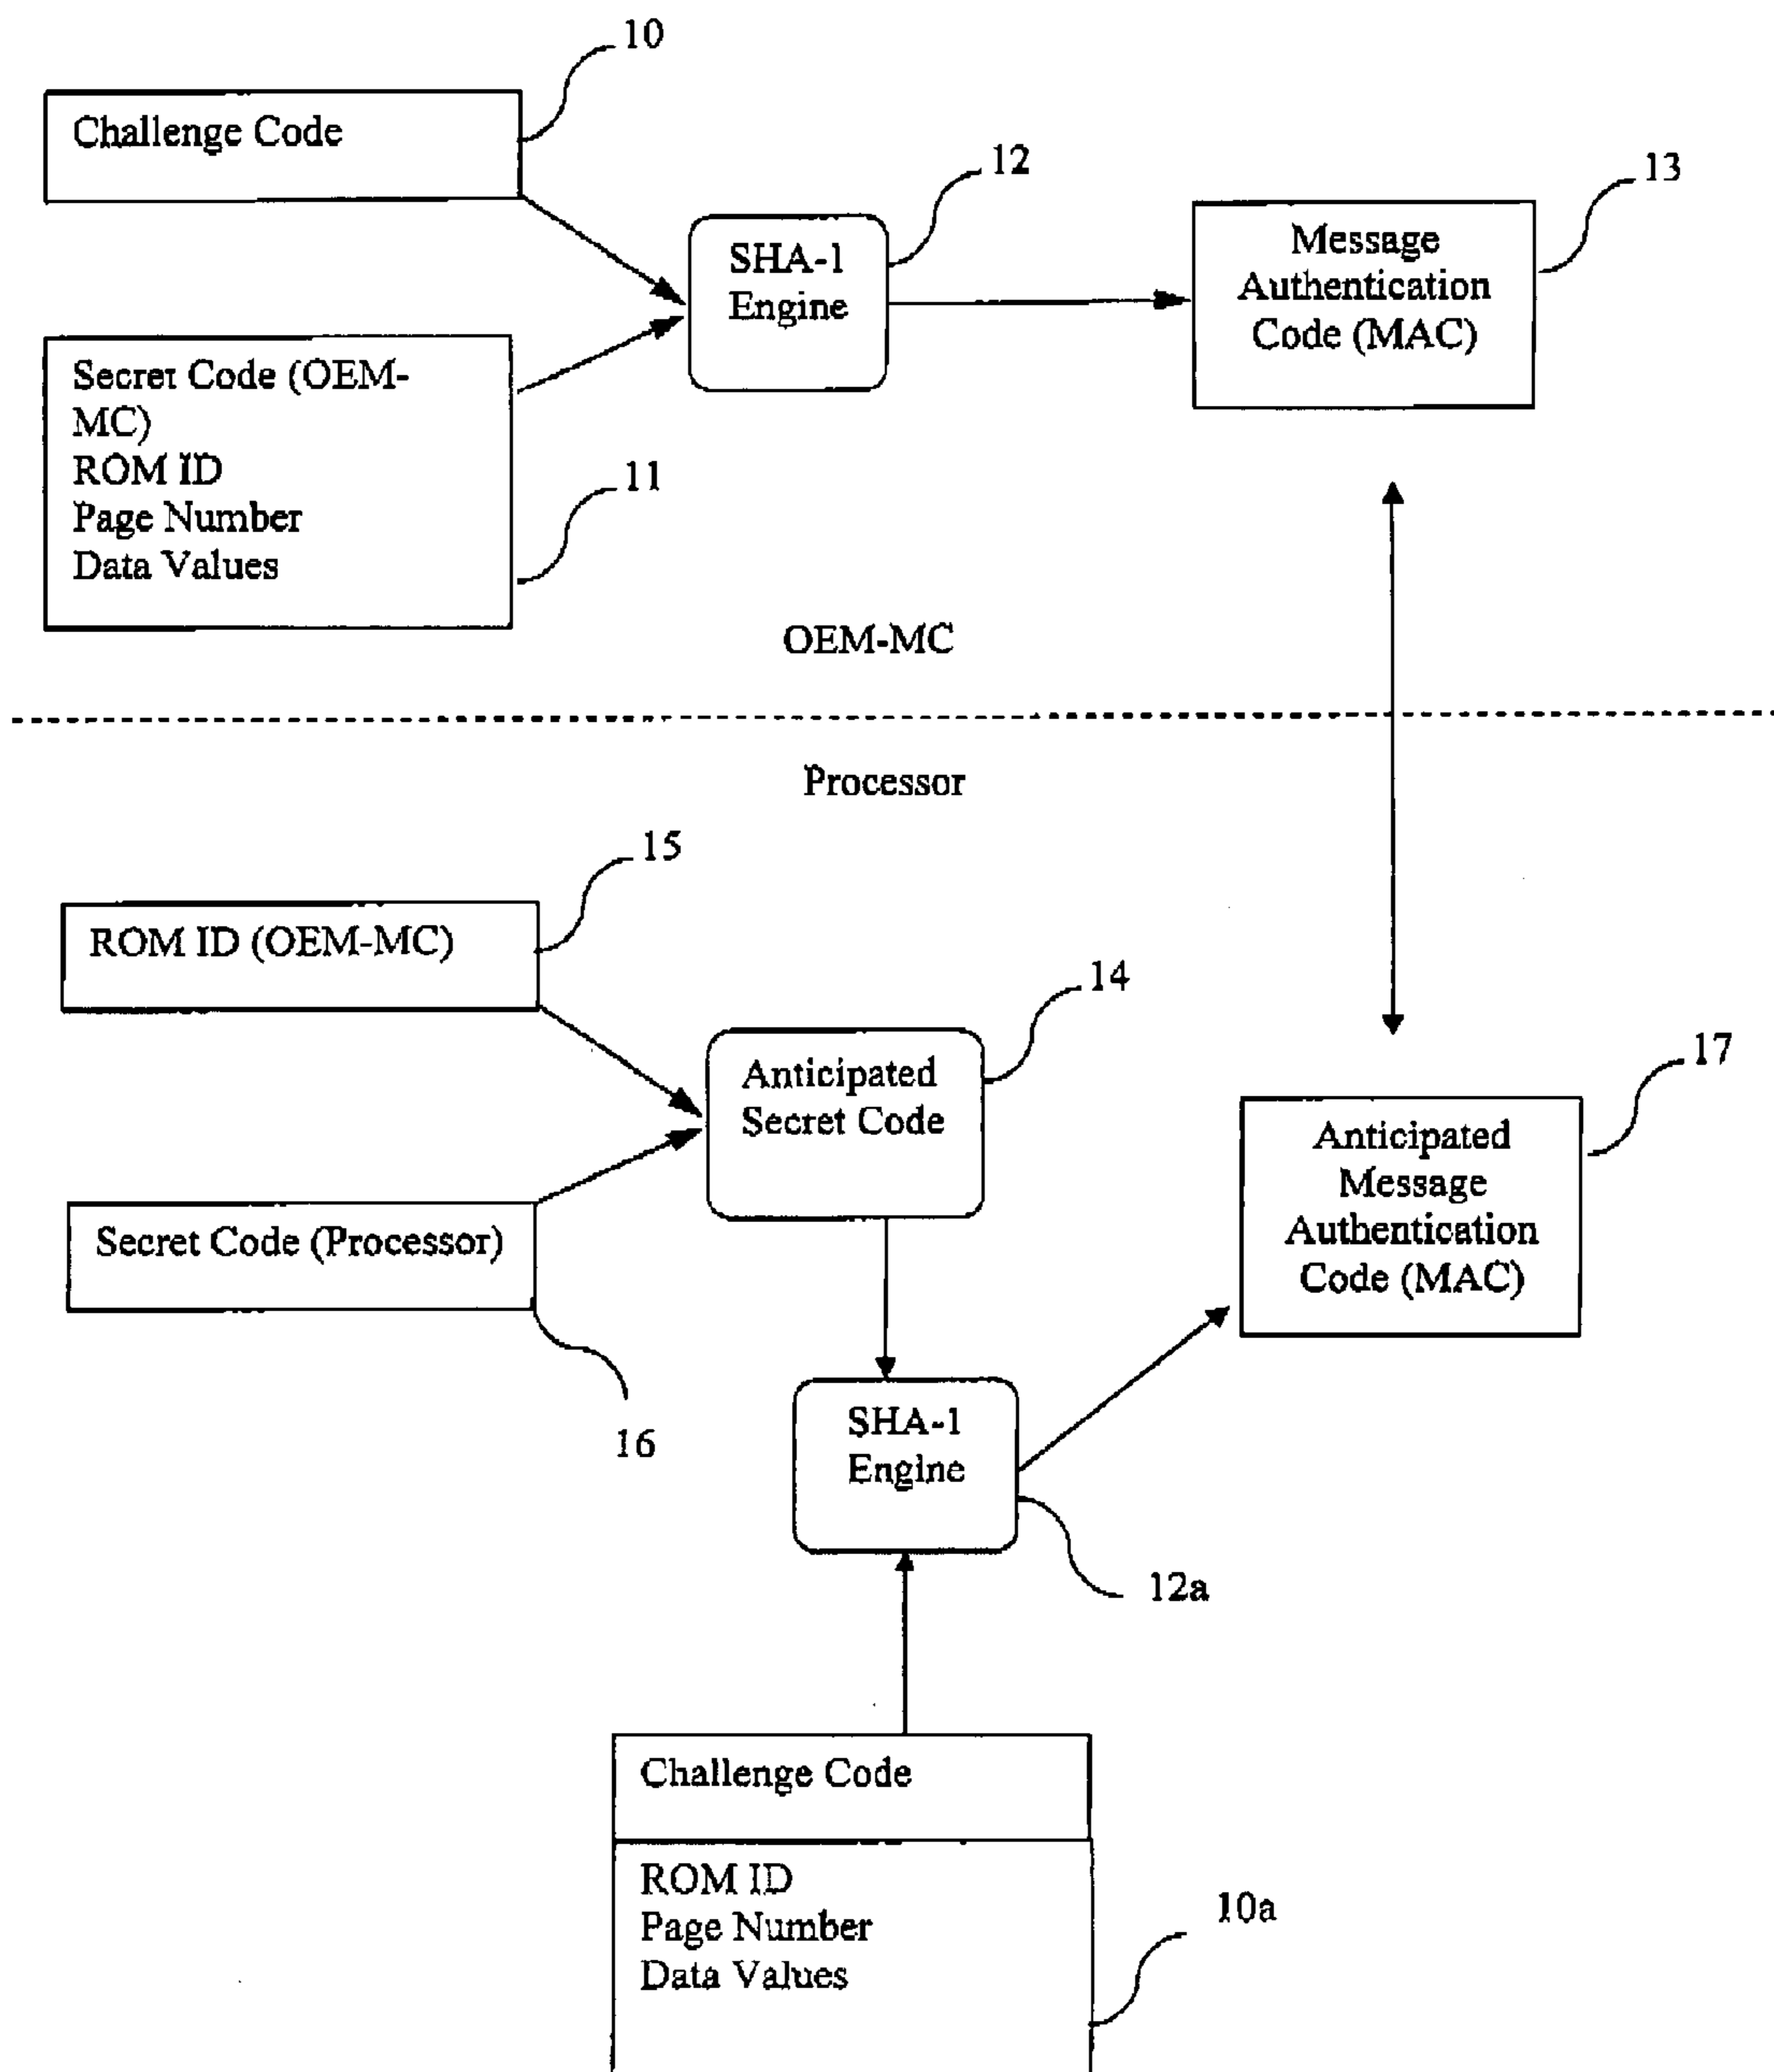 10
Challenge Code
12
13
SHA-1
Engine
Message
Authentication
Code (MAC)
Secret Code (OEM-
MC)
ROM ID
Page Number
Data Values
11
OEM-MC
Processor
15
ROM ID (OEM-MC)
14
Anticipated
Secret Code
17
Anticipated
Message
Authentication
Code (MAC)
Secret Code (Processor)
16
SHA-1
Engine
12a
Challenge Code
ROM ID
Page Number
Data Values
10a